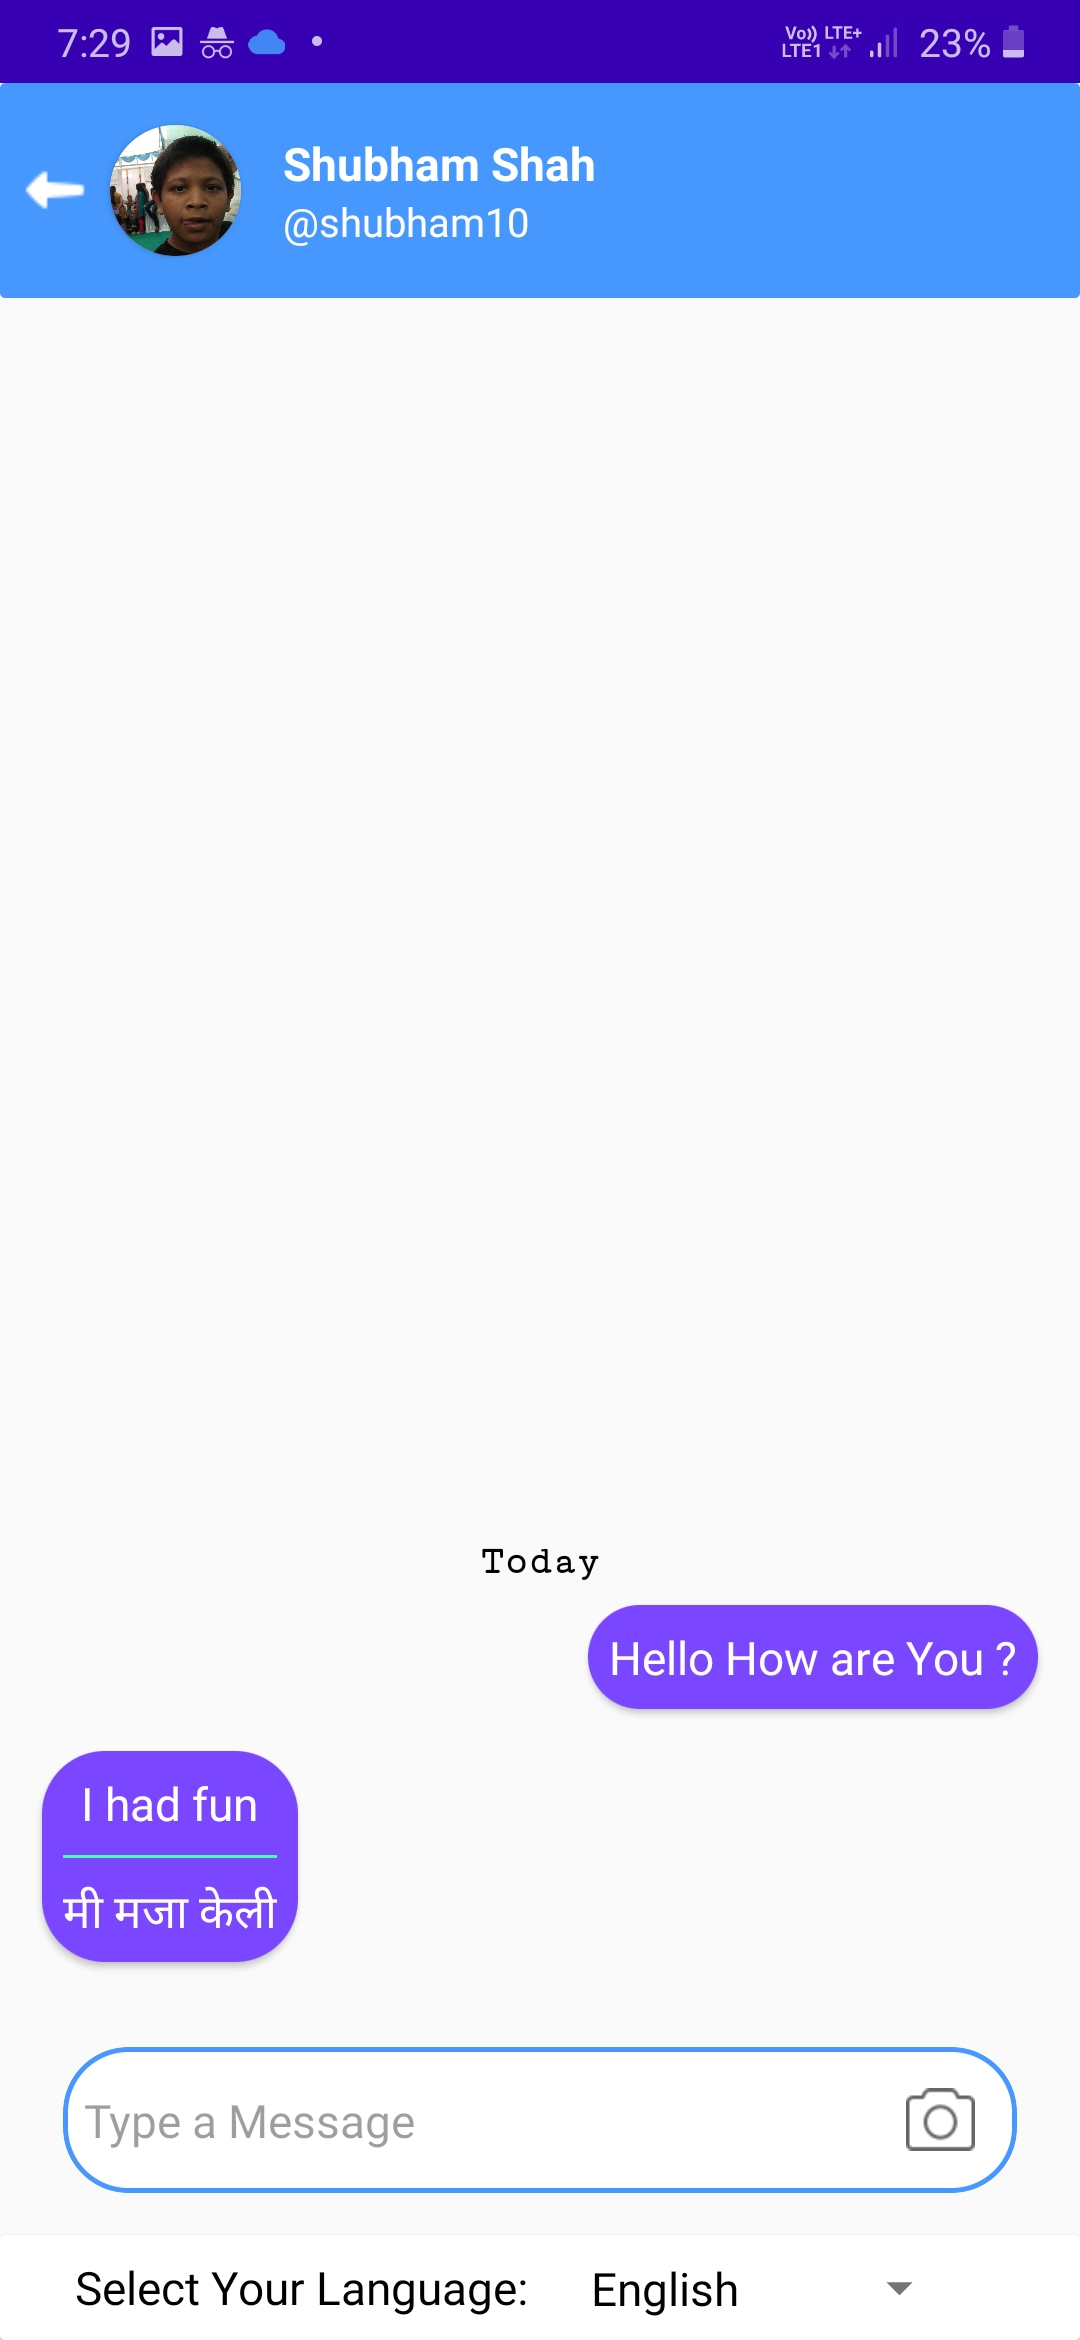 7:29
Vo)) LTE+
LTE1
23%
Shubham Shah
@shubham10
Today
Hello How are You ?
I had fun
मी मजा केली
Type a Message
Select Your Language: English